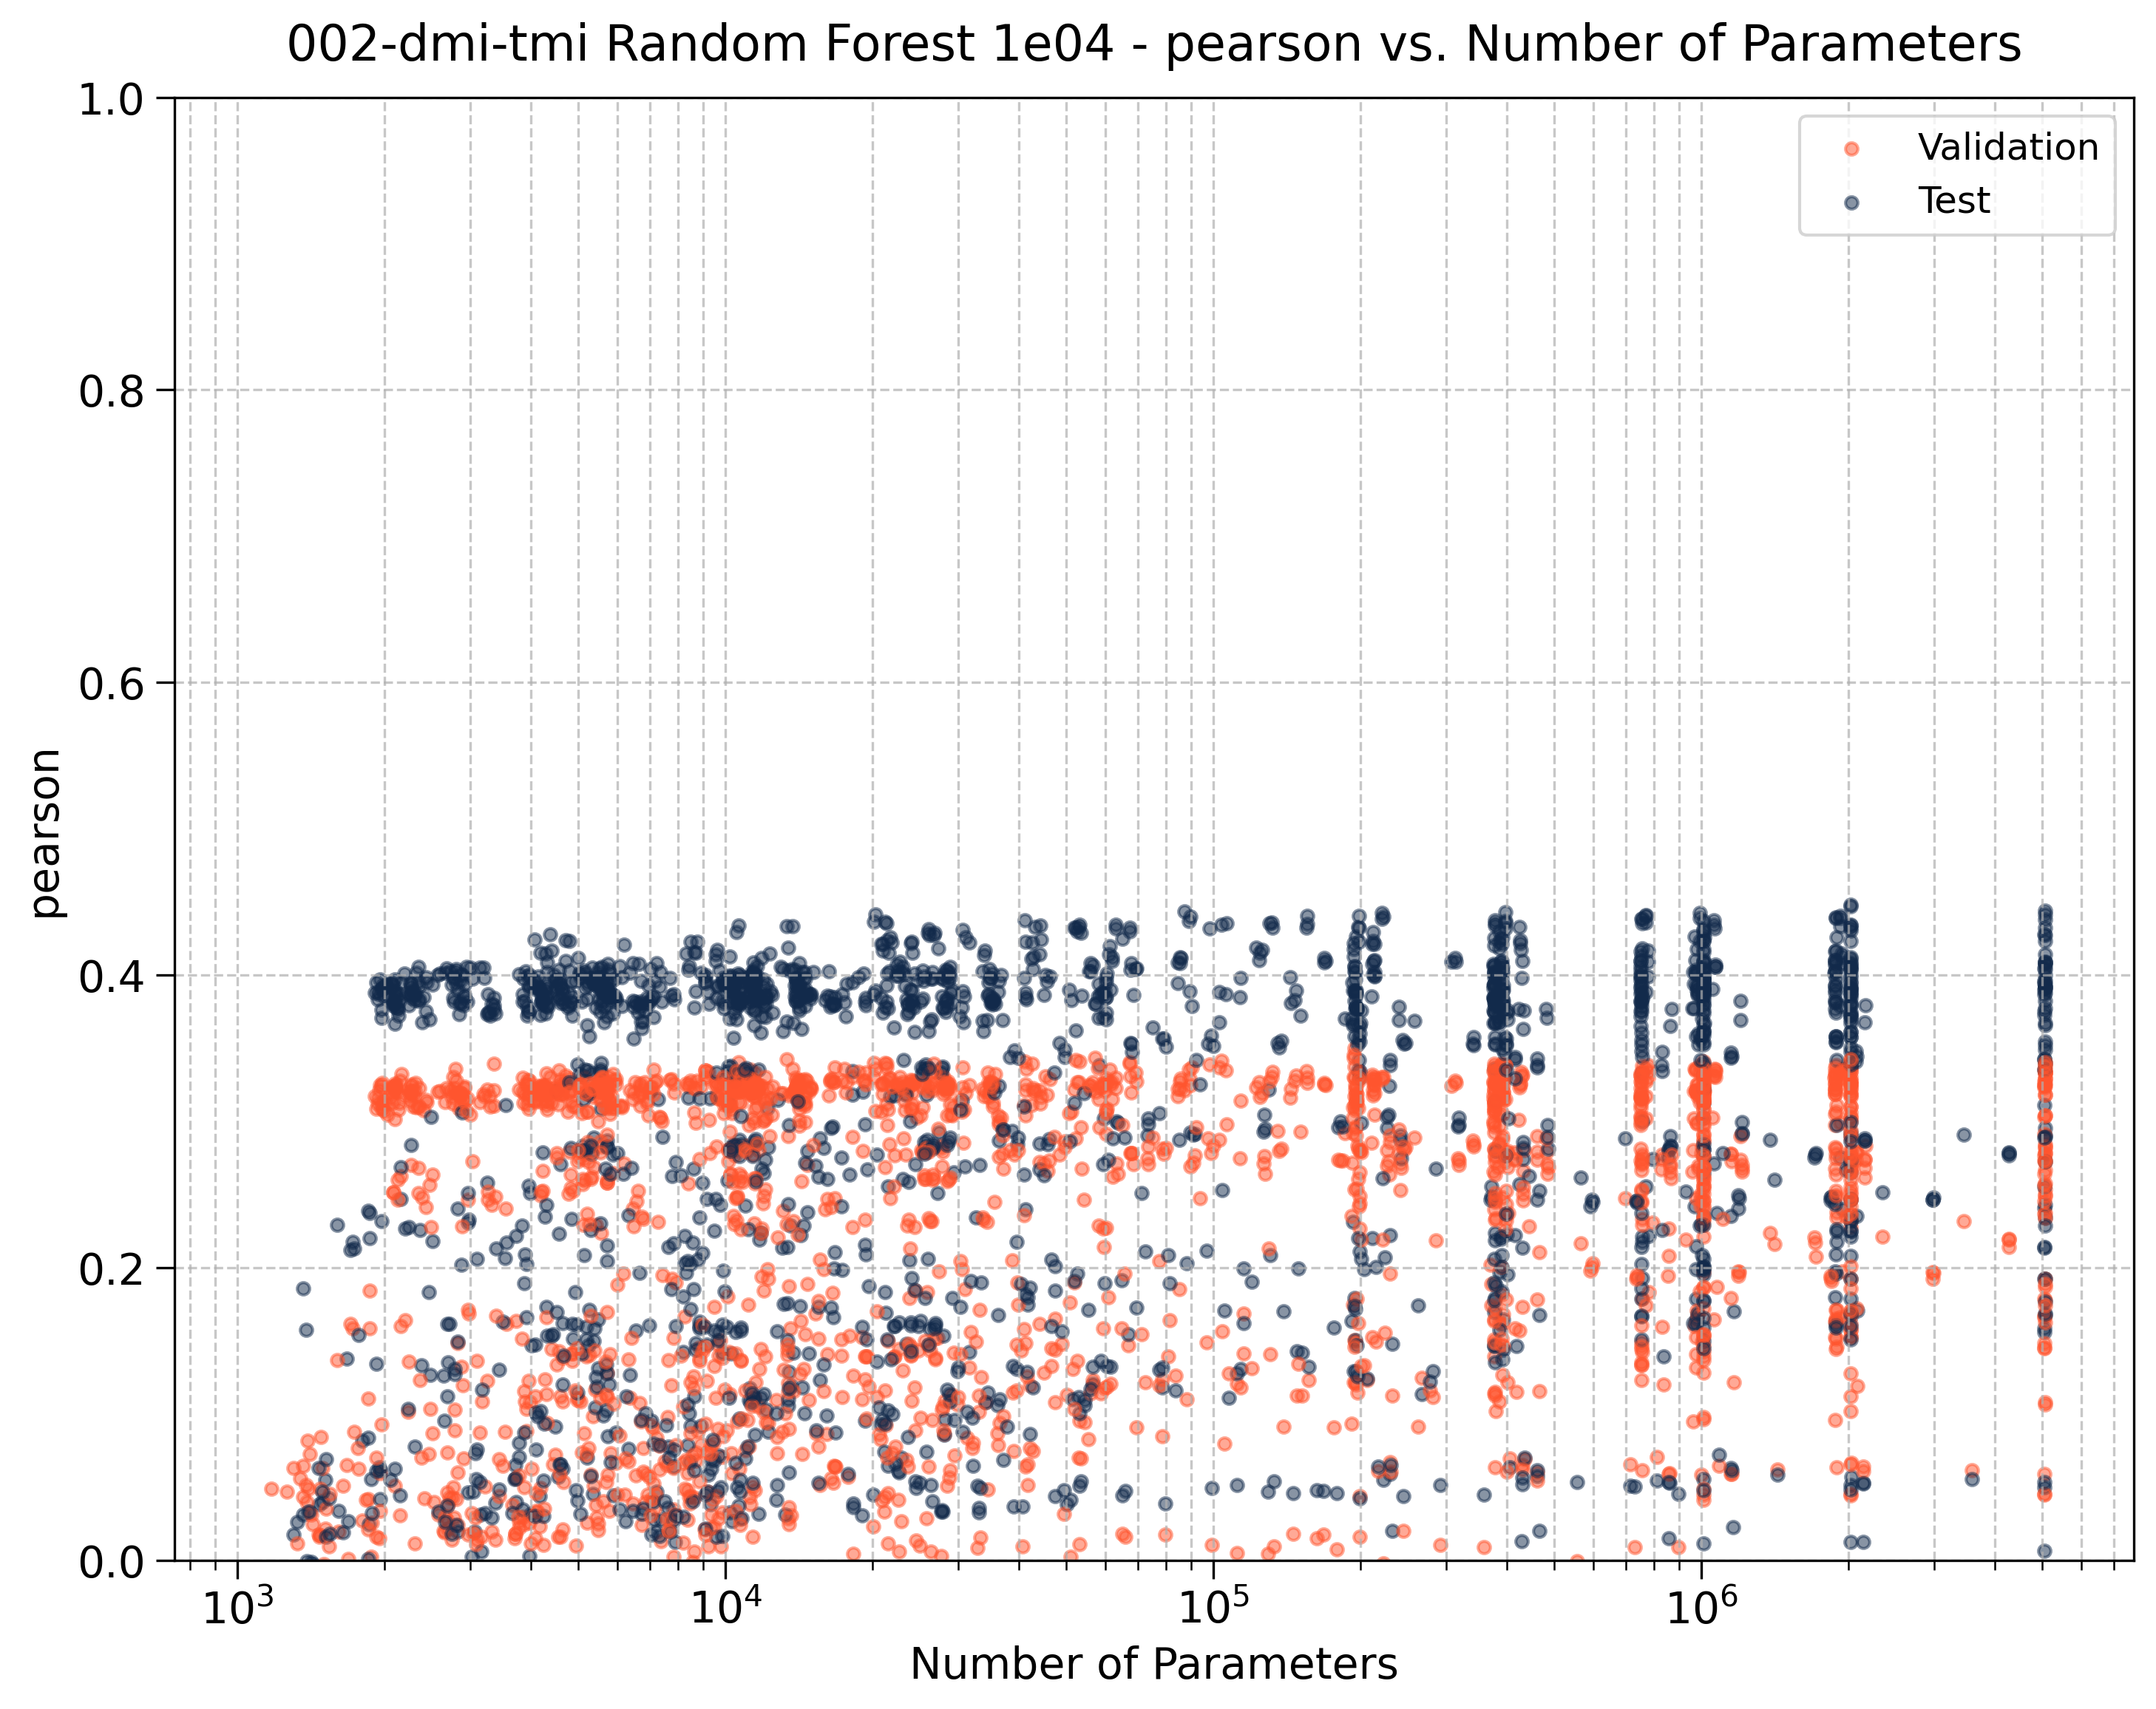 002-dmi-tmi Random Forest 1e04 - pearson vs. Number of Parameters
1.0
0.8
0.6
0.4
0.2
0.0
pearson
Validation
Test
10³ 10⁴ 10⁵ 10⁶
Number of Parameters